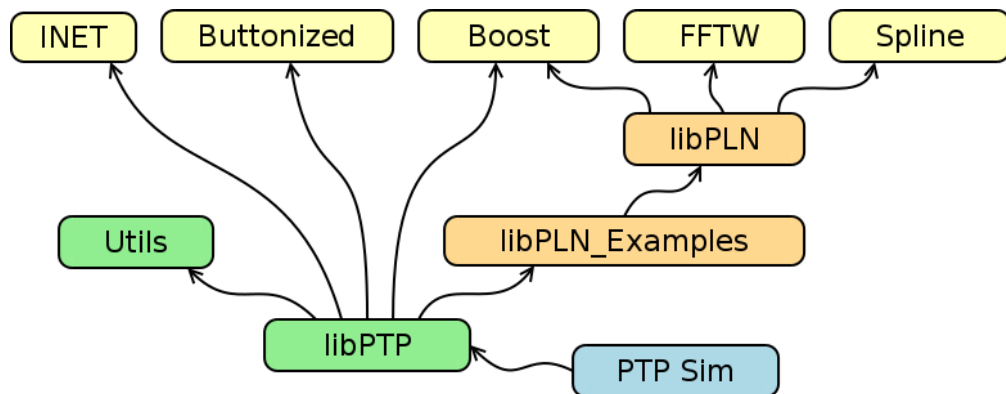 INET
Buttonized
Boost
FFTW
Spline
libPLN
Utils
libPLN_Examples
libPTP
PTP Sim